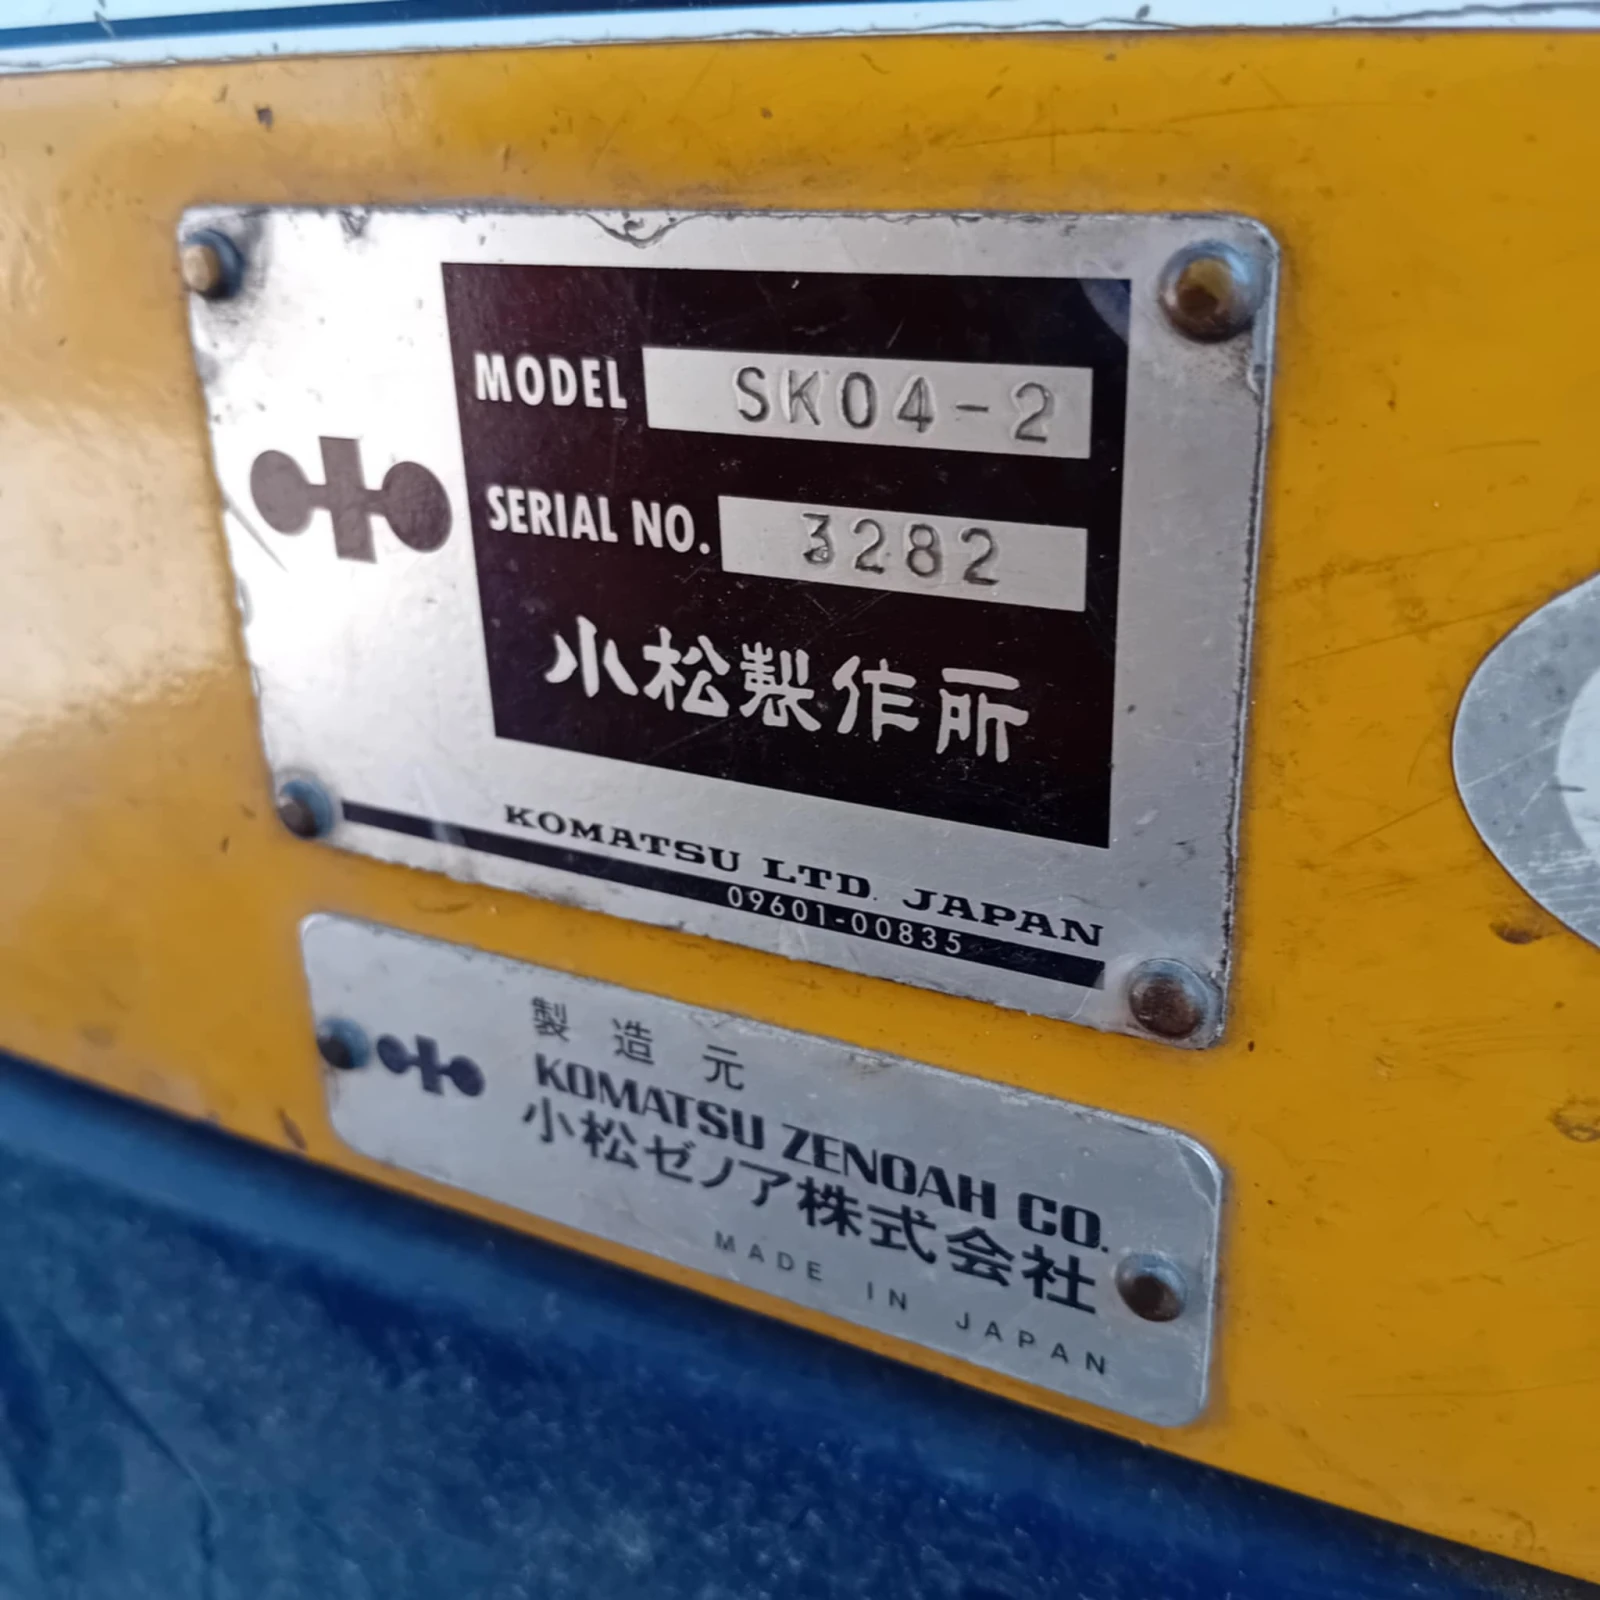 MODEL SK04-2
SERIAL NO. 3282
小松製作所
KOMATSU LTD. JAPAN
09601-00835
製造元
KOMATSU ZENOAH CO.
小松ゼノア株式会社
MADE IN JAPAN